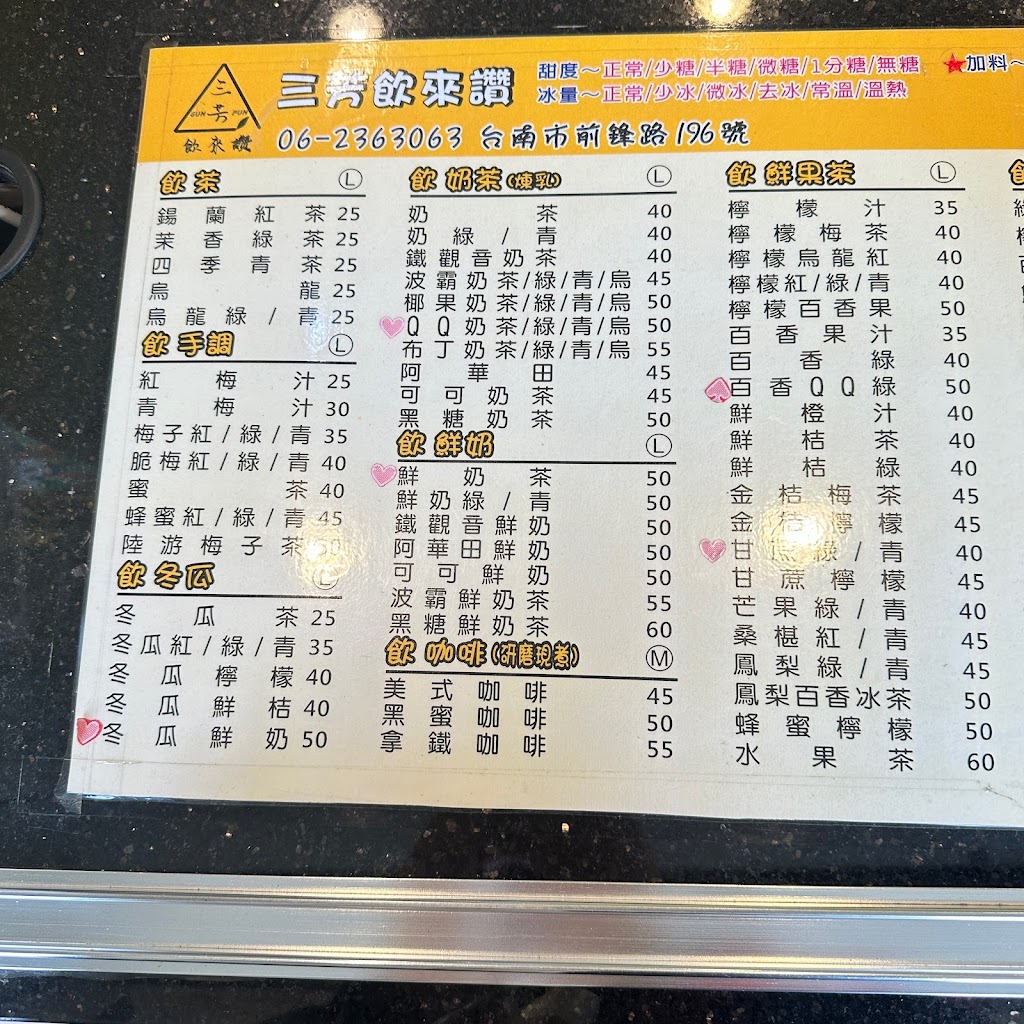 三芳
SUN FUN
飲來讚
三芳飲來讚
06-2363063 台南市前鋒路196號
甜度～正常/少糖/半糖/微糖/1分糖/無糖
冰量～正常/少冰/微冰/去冰/常溫/溫熱
加料～
飲茶 L
錫蘭紅茶 25
茉香綠茶 25
四季青茶 25
烏龍 25
烏龍綠/青 25
飲手調 L
紅梅汁 25
青梅汁 30
梅子紅/綠/青 35
脆梅紅/綠/青 40
蜜茶 40
蜂蜜紅/綠/青 45
陸游梅子茶 50
飲冬瓜 L
冬瓜茶 25
冬瓜紅/綠/青 35
冬瓜檸檬 40
冬瓜鮮桔 40
冬瓜鮮奶 50
飲奶茶(煉乳) L
奶茶 40
奶綠/青 40
鐵觀音奶茶 40
波霸奶茶/綠/青/烏 45
椰果奶茶/綠/青/烏 50
QQ奶茶/綠/青/烏 50
布丁奶茶/綠/青/烏 55
阿華田 45
可可奶茶 45
黑糖奶茶 50
飲鮮奶 L
鮮奶茶 50
鮮奶綠/青 50
鐵觀音鮮奶 50
阿華田鮮奶 50
可可鮮奶 50
波霸鮮奶茶 55
黑糖鮮奶茶 60
飲咖啡(研磨現煮) M
美式咖啡 45
黑蜜咖啡 50
拿鐵咖啡 55
飲鮮果茶 L
檸檬汁 35
檸檬梅茶 40
檸檬烏龍紅 40
檸檬紅/綠/青 40
檸檬百香果 50
百香果汁 35
百香綠 40
百香QQ綠 50
鮮橙汁 40
鮮桔茶 40
鮮桔綠 40
金桔梅茶 45
金桔檸檬 45
甘蔗綠/青 40
甘蔗檸檬 45
芒果綠/青 40
桑椹紅/青 45
鳳梨綠/青 45
鳳梨百香冰茶 50
蜂蜜檸檬 50
水果茶 60